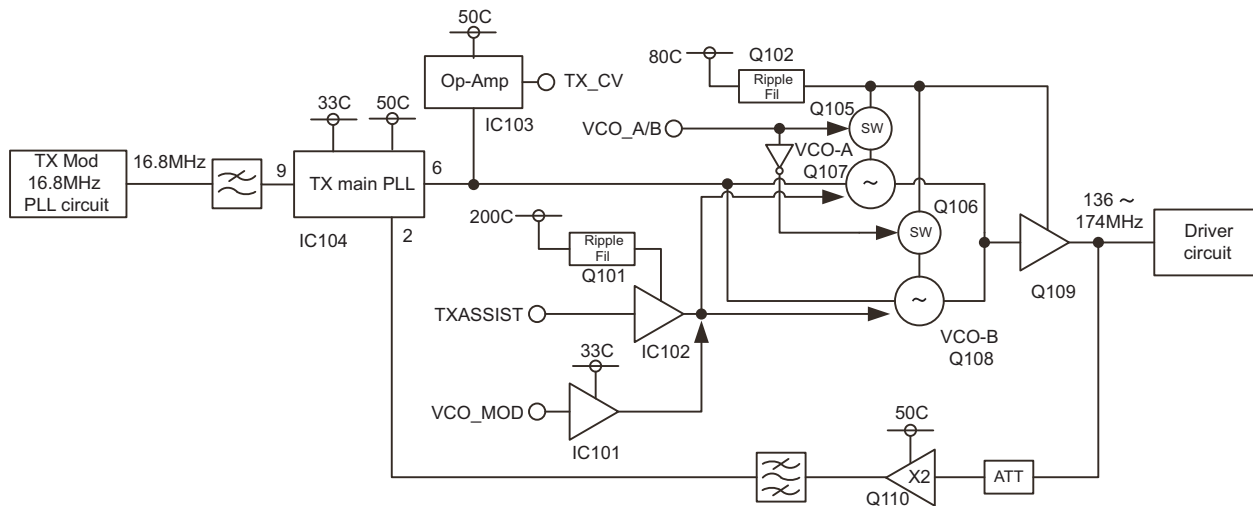 50C
Op-Amp
TX_CV
IC103
33C
50C
TX Mod
16.8MHz
PLL circuit
16.8MHz
9
TX main PLL
6
2
IC104
80C
Q102
Ripple
Fil
VCO_A/B
Q105
SW
VCO-A
Q107
~
Q106
SW
200C
Ripple
Fil
Q101
TXASSIST
IC102
~
VCO-B
Q108
136 ~
174MHz
Q109
Driver
circuit
33C
VCO_MOD
IC101
50C
X2
Q110
ATT